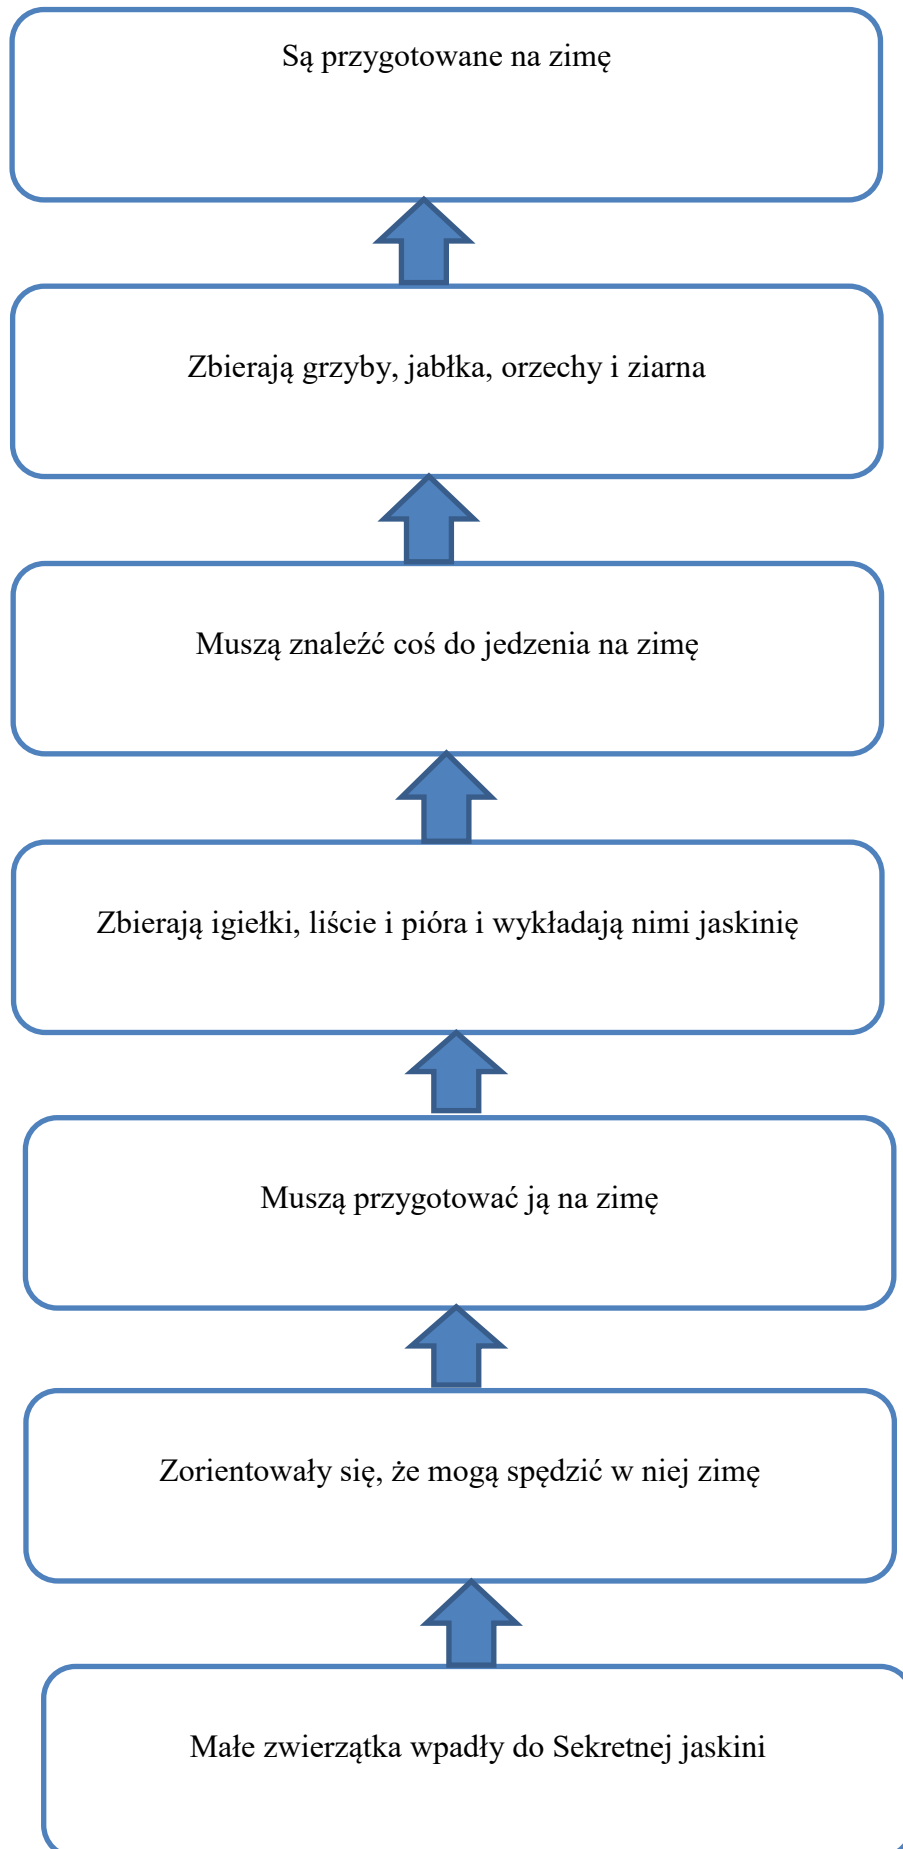 Są przygotowane na zimę
Zbierają grzyby, jabłka, orzechy i ziarna
Muszą znaleźć coś do jedzenia na zimę
Zbierają igiełki, liście i pióra i wykładają nimi jaskinię
Muszą przygotować ją na zimę
Zorientowały się, że mogą spędzić w niej zimę
Małe zwierzątka wpadły do Sekretnej jaskini